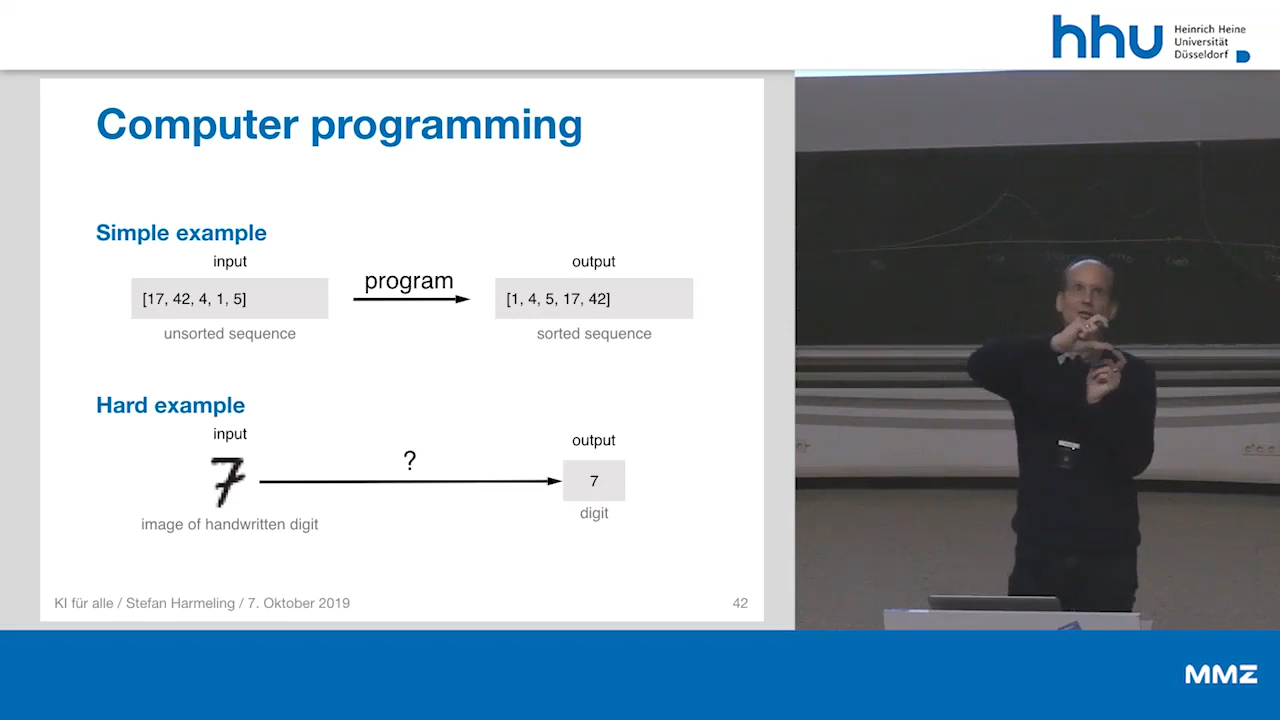 hhu
Heinrich Heine
Universität
Düsseldorf
Computer programming
Simple example
input
program
output
[17, 42, 4, 1, 5]
[1, 4, 5, 17, 42]
unsorted sequence
sorted sequence
Hard example
input
?
output
7
7
image of handwritten digit
digit
KI für alle / Stefan Harmeling / 7. Oktober 2019
42
MMZ